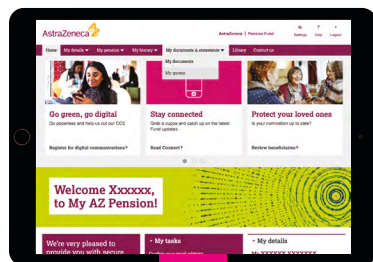 AstraZeneca
AstraZeneca | Pension Fund
Settings Help Logout
Home My details My pension My history My documents & statements Library Contact us
My documents
My quotes
Go green, go digital
Go paperless and help us cut our CO2
Register for digital communications
Stay connected
Grab a cuppa and catch up on the latest
Fund updates.
Read Connect
Protect your loved ones
Is your nomination up to date?
Review beneficiaries
Welcome Xxxxxx,
to My AZ Pension!
We're very pleased to
provide you with secure
• My tasks
• My details